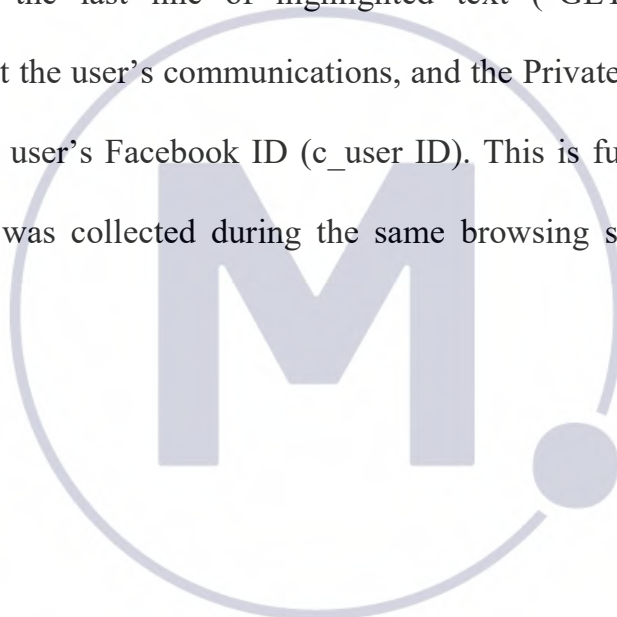 the last line of highlighted text (“GET
t the user’s communications, and the Private
user’s Facebook ID (c_user ID). This is fu
was collected during the same browsing s
M.